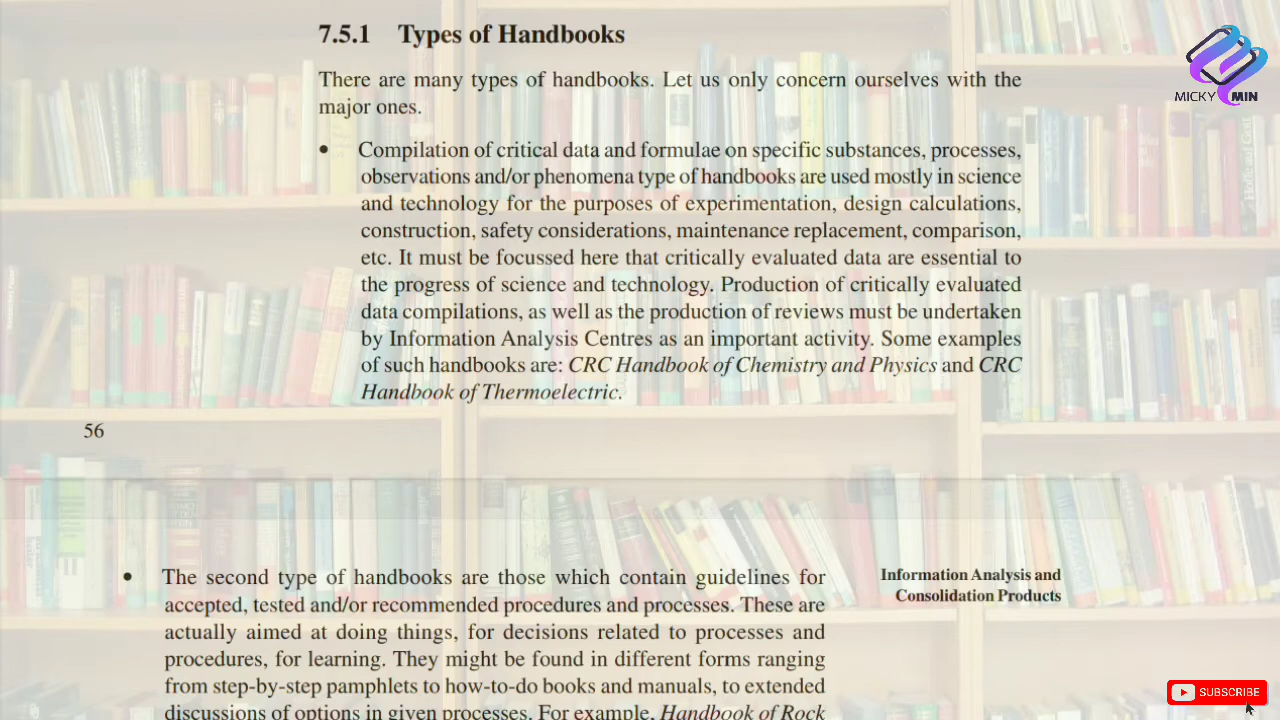 7.5.1 Types of Handbooks
There are many types of handbooks. Let us only concern ourselves with the
major ones.
• Compilation of critical data and formulae on specific substances, processes,
observations and/or phenomena type of handbooks are used mostly in science
and technology for the purposes of experimentation, design calculations,
construction, safety considerations, maintenance replacement, comparison,
etc. It must be focussed here that critically evaluated data are essential to
the progress of science and technology. Production of critically evaluated
data compilations, as well as the production of reviews must be undertaken
by Information Analysis Centres as an important activity. Some examples
of such handbooks are: CRC Handbook of Chemistry and Physics and CRC
Handbook of Thermoelectric.
56
• The second type of handbooks are those which contain guidelines for
accepted, tested and/or recommended procedures and processes. These are
actually aimed at doing things, for decisions related to processes and
procedures, for learning. They might be found in different forms ranging
from step-by-step pamphlets to how-to-do books and manuals, to extended
discussions of options in given processes. For example, Handbook of Rock
Information Analysis and
Consolidation Products
MICKY MIN
SUBSCRIBE